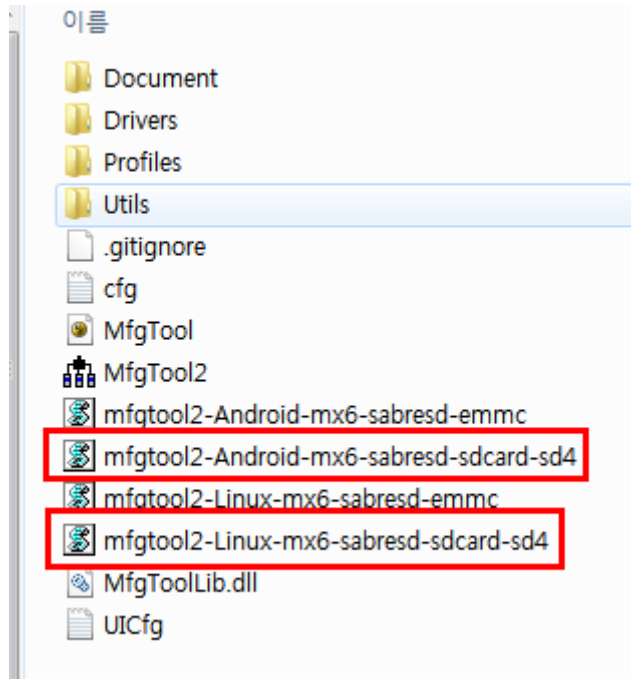 이름
Document
Drivers
Profiles
Utils
.gitignore
cfg
MfgTool
MfgTool2
mfgtool2-Android-mx6-sabresd-emmc
mfgtool2-Android-mx6-sabresd-sdcard-sd4
mfgtool2-Linux-mx6-sabresd-emmc
mfgtool2-Linux-mx6-sabresd-sdcard-sd4
MfgToolLib.dll
UICfg